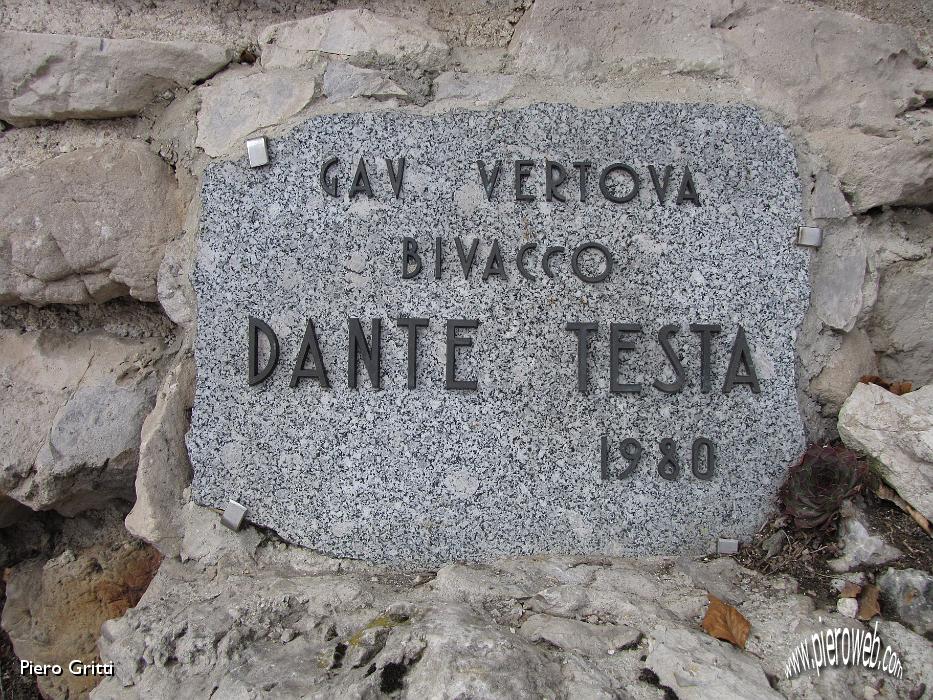 GAV VERTOVA
BIVACCO
DANTE TESTA
1980
Piero Gritti
www.pieroweb.com